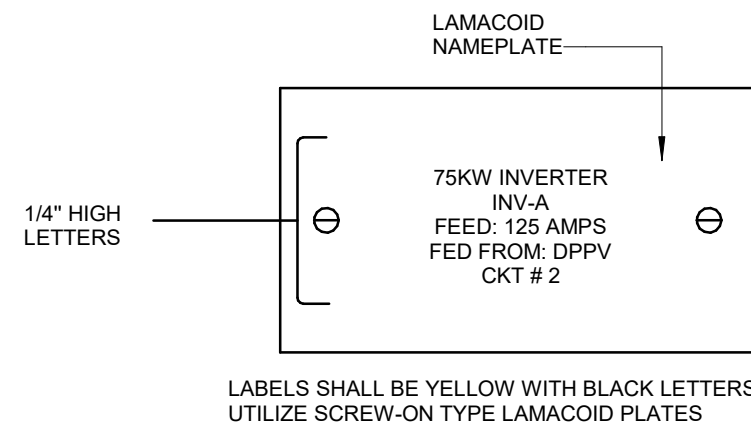 LAMACOID
NAMEPLATE
1/4" HIGH
LETTERS
75KW INVERTER
INV-A
FEED: 125 AMPS
FED FROM: DPPV
CKT # 2
LABELS SHALL BE YELLOW WITH BLACK LETTERS
UTILIZE SCREW-ON TYPE LAMACOID PLATES